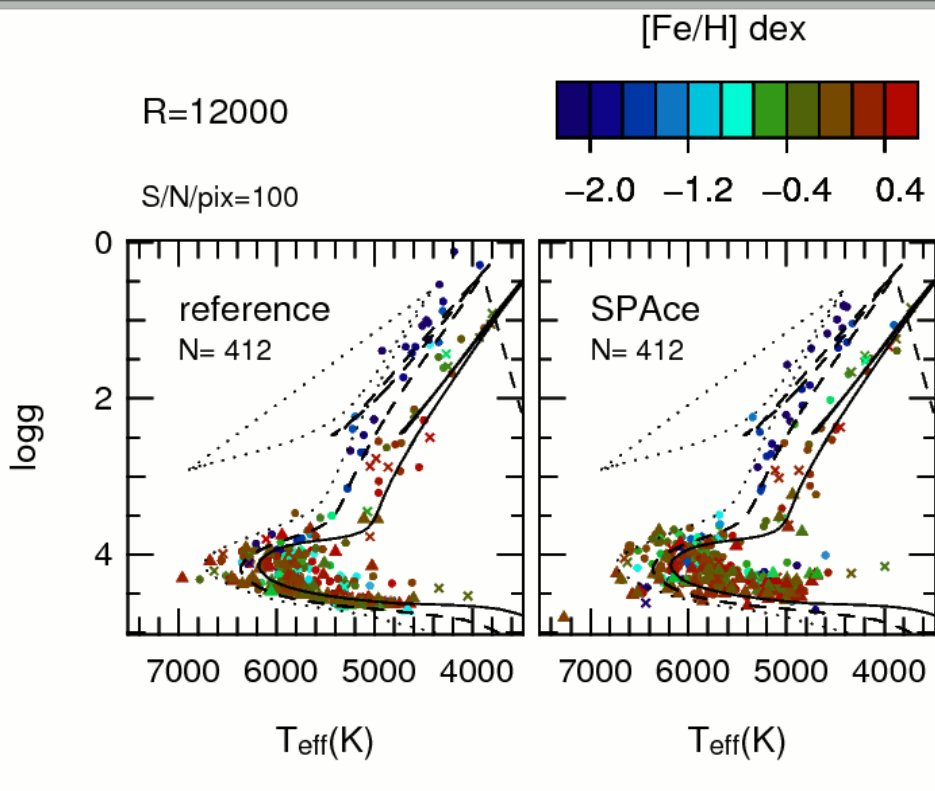 [Fe/H] dex
R=12000
−2.0 −1.2 −0.4 0.4
S/N/pix=100
0
2
4
logg
reference
N= 412
SPAce
N= 412
7000 6000 5000 4000
7000 6000 5000 4000
Teff(K)
Teff(K)